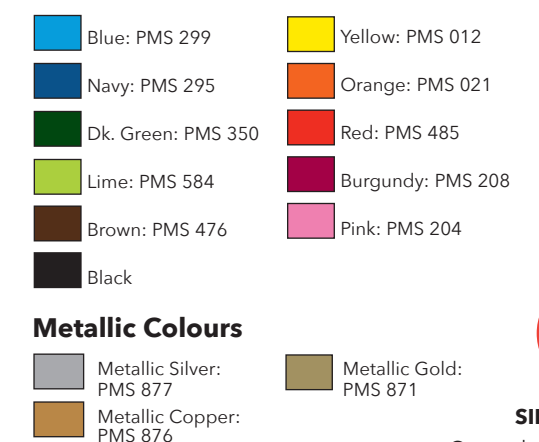 Blue: PMS 299
Navy: PMS 295
Dk. Green: PMS 350
Lime: PMS 584
Brown: PMS 476
Black
Yellow: PMS 012
Orange: PMS 021
Red: PMS 485
Burgundy: PMS 208
Pink: PMS 204
Metallic Colours
Metallic Silver:
PMS 877
Metallic Copper:
PMS 876
Metallic Gold:
PMS 871